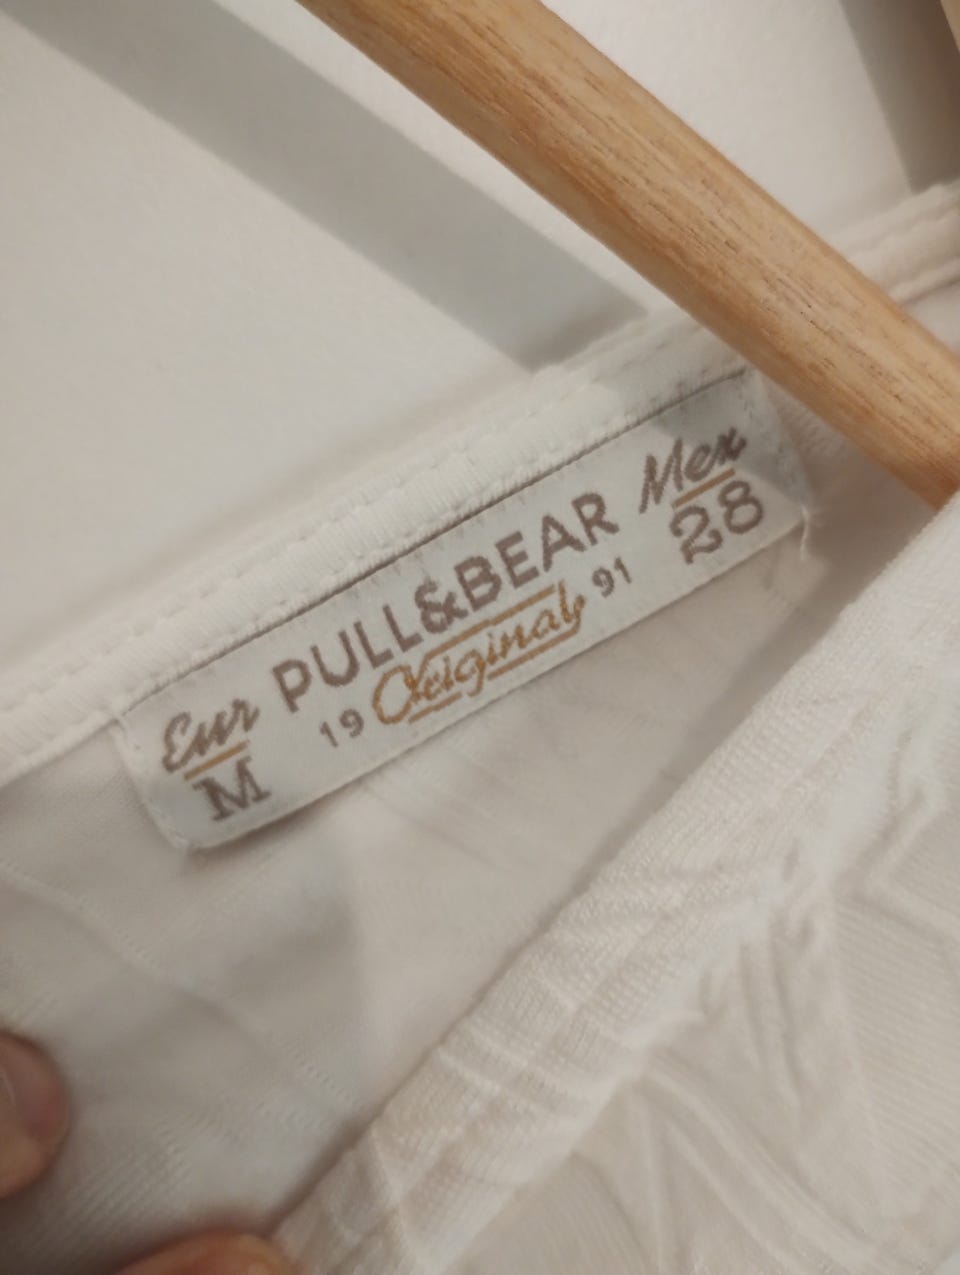 Eur
M
PULL&BEAR
19 Original 91
Mex
28